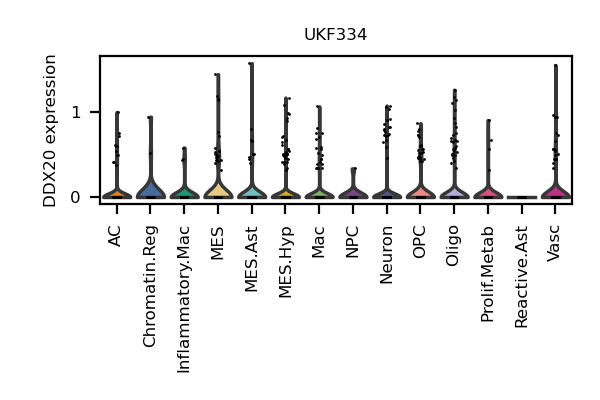 UKF334
DDX20 expression
1
0
AC
Chromatin.Reg
Inflammatory.Mac
MES
MES.Ast
MES.Hyp
Mac
NPC
Neuron
OPC
Oligo
Prolif.Metab
Reactive.Ast
Vasc